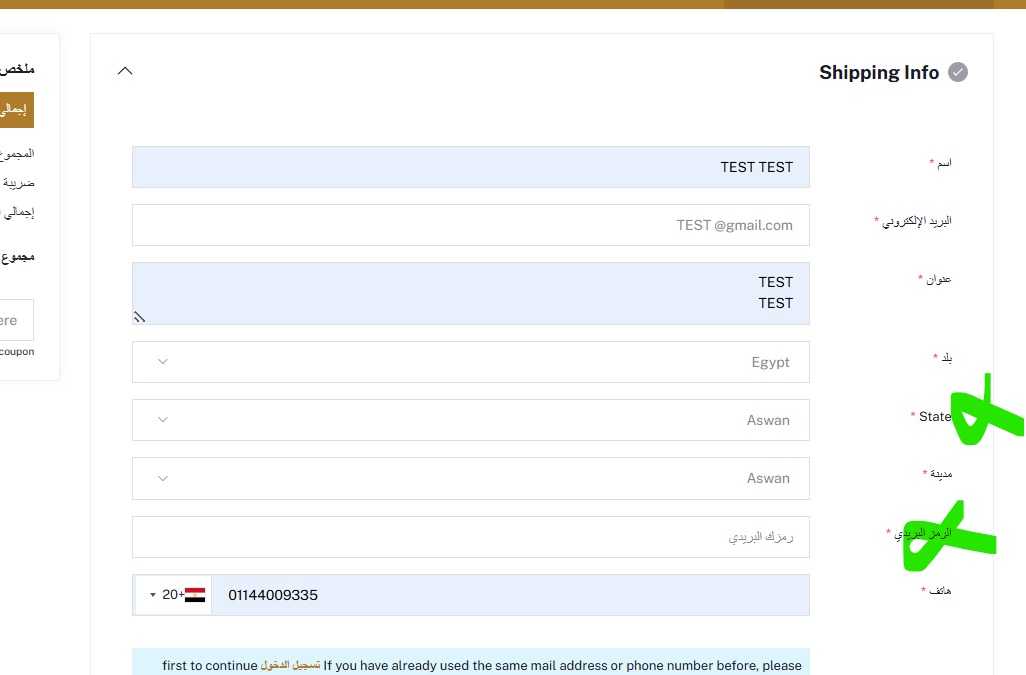 Shipping Info
اسم *
TEST TEST
البريد الإلكتروني *
TEST @gmail.com
عنوان *
TEST
TEST
بلد *
Egypt
State *
Aswan
مدينة *
Aswan
الرمز البريدي *
رمزك البريدي
هاتف *
20+
01144009335
If you have already used the same mail address or phone number before, please تسجيل الدخول first to continue
ملخص
إجمالي
المجموع
ضريبة
إجمالي
مجموع
ere
coupon